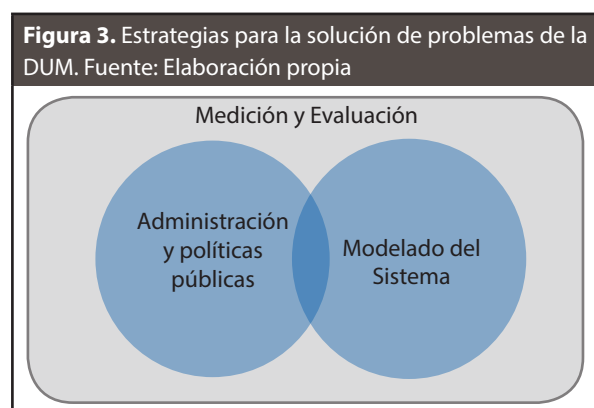 Figura 3. Estrategias para la solución de problemas de la
DUM. Fuente: Elaboración propia
Medición y Evaluación
Administración
y políticas
públicas
Modelado del
Sistema